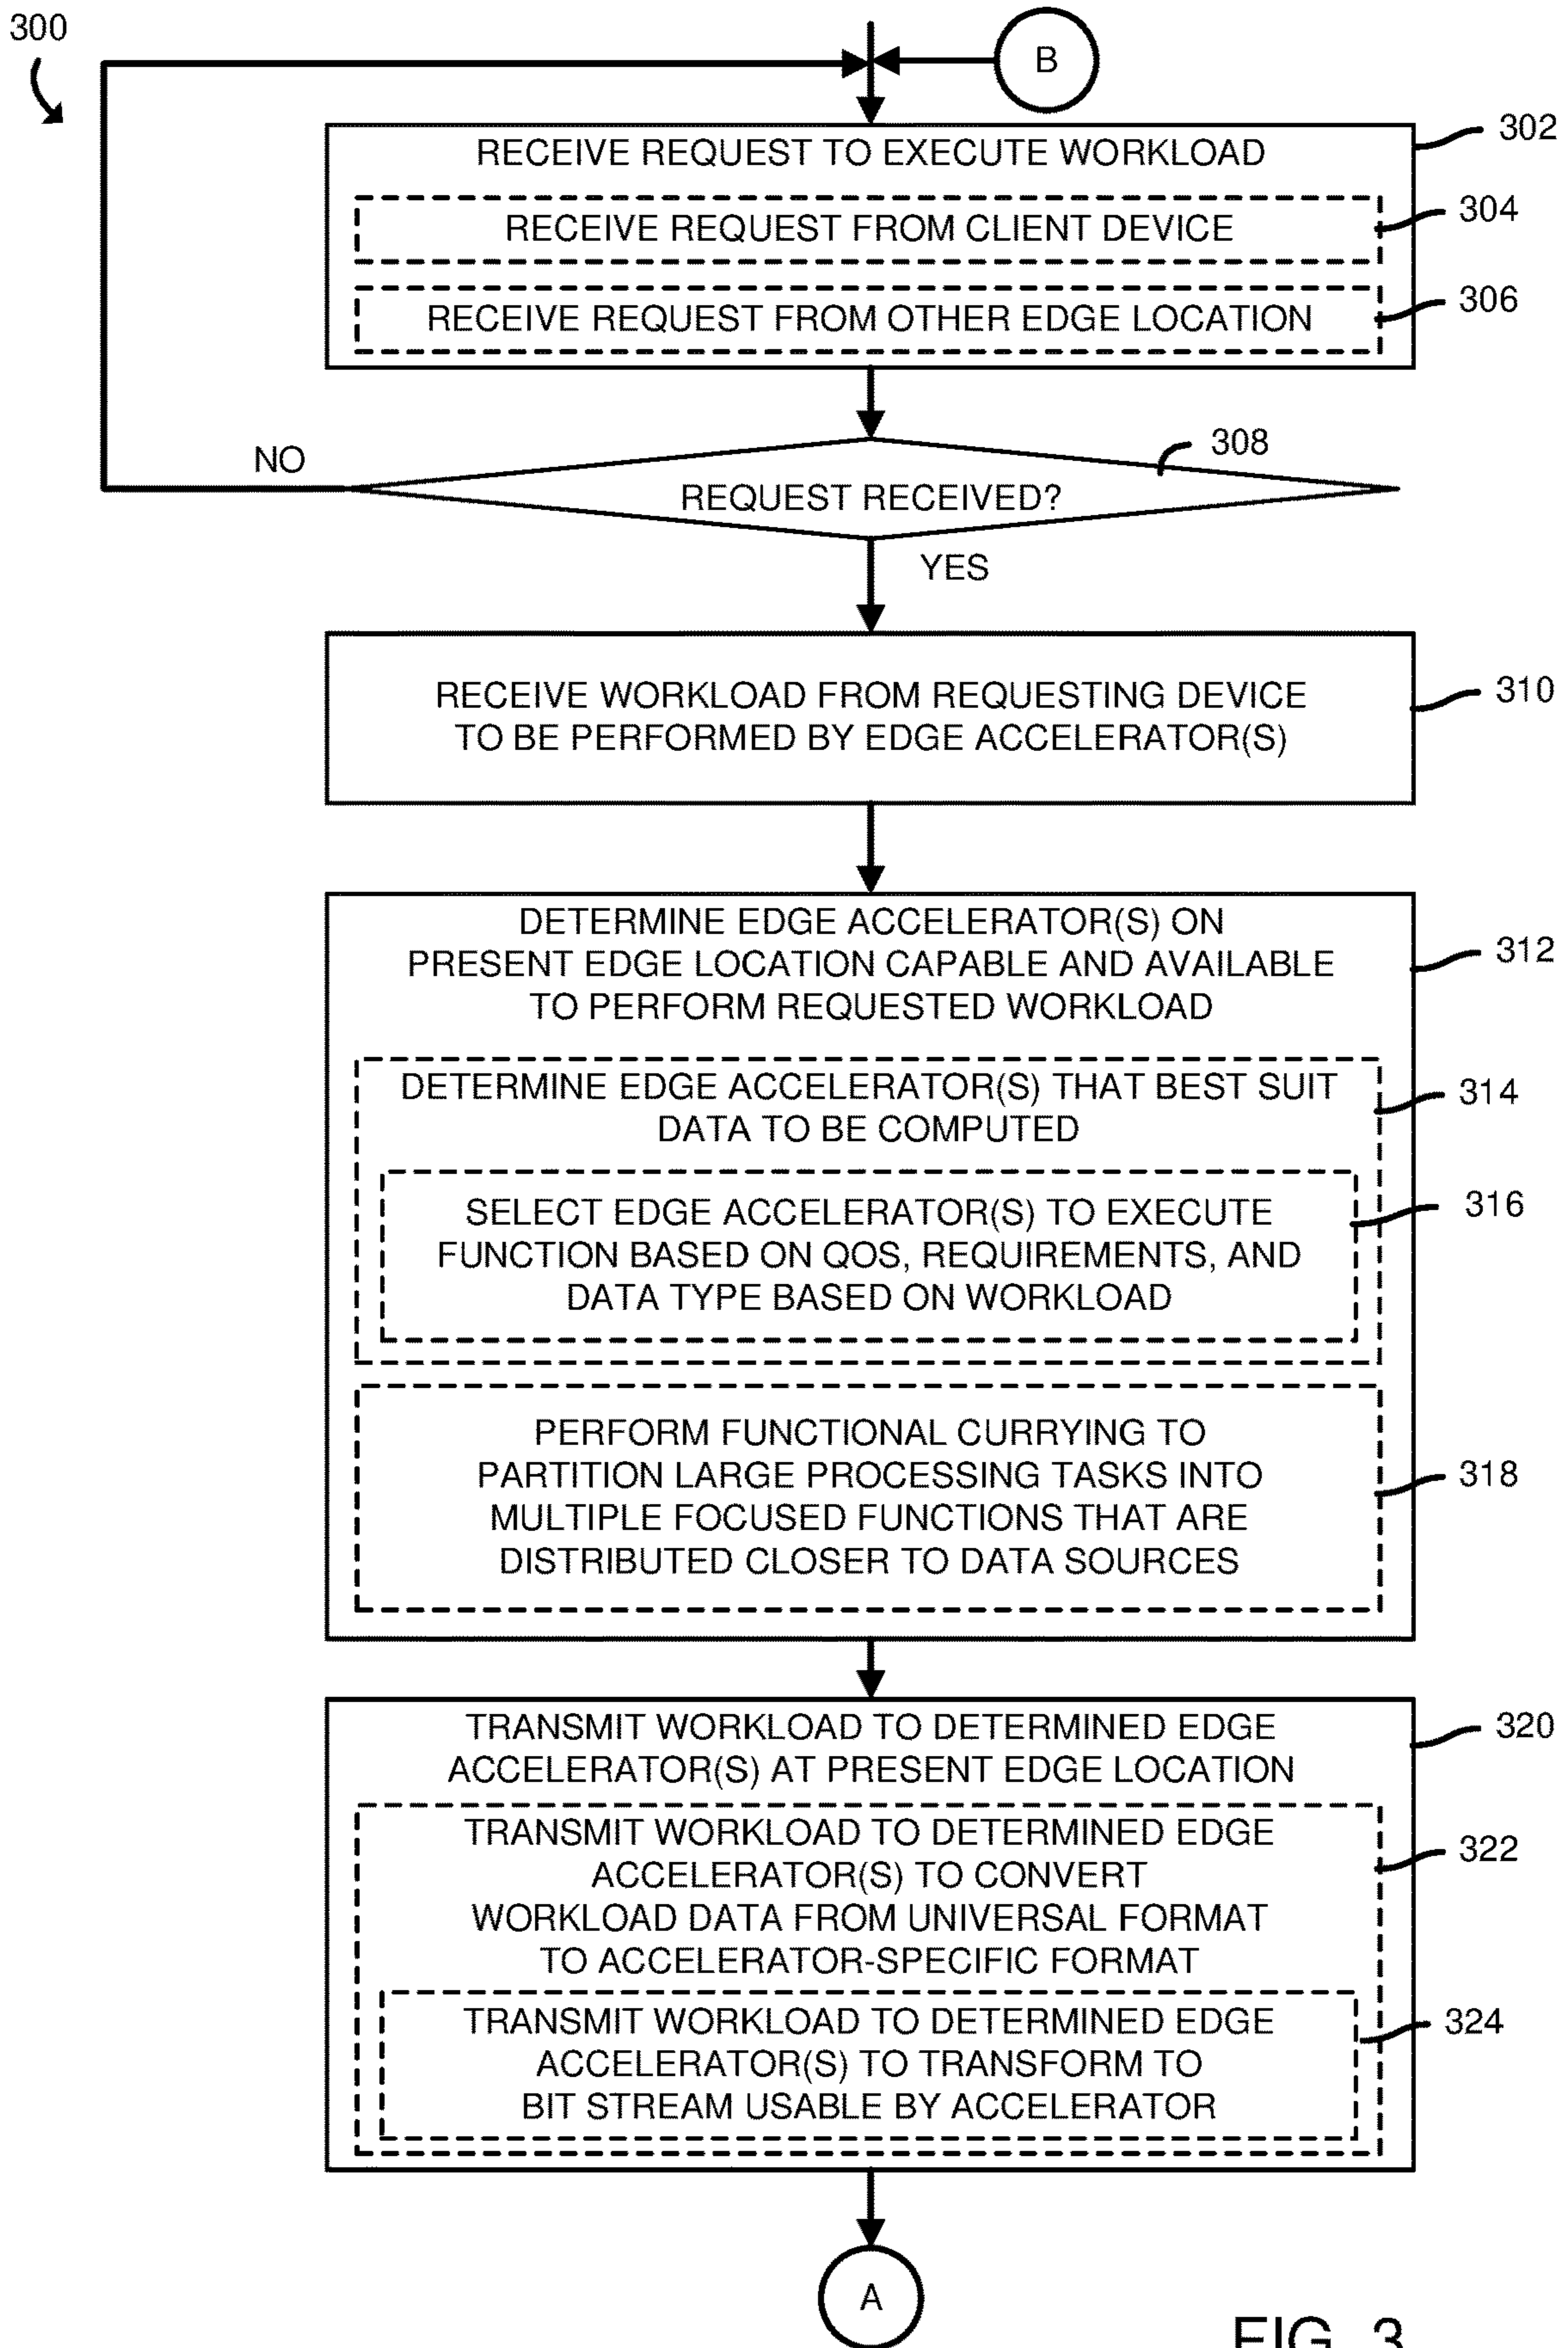 300
B
RECEIVE REQUEST TO EXECUTE WORKLOAD
302
RECEIVE REQUEST FROM CLIENT DEVICE
304
RECEIVE REQUEST FROM OTHER EDGE LOCATION
306
NO
308
REQUEST RECEIVED?
YES
RECEIVE WORKLOAD FROM REQUESTING DEVICE
TO BE PERFORMED BY EDGE ACCELERATOR(S)
310
DETERMINE EDGE ACCELERATOR(S) ON
PRESENT EDGE LOCATION CAPABLE AND AVAILABLE
TO PERFORM REQUESTED WORKLOAD
312
DETERMINE EDGE ACCELERATOR(S) THAT BEST SUIT
DATA TO BE COMPUTED
314
SELECT EDGE ACCELERATOR(S) TO EXECUTE
FUNCTION BASED ON QOS, REQUIREMENTS, AND
DATA TYPE BASED ON WORKLOAD
316
PERFORM FUNCTIONAL CURRYING TO
PARTITION LARGE PROCESSING TASKS INTO
MULTIPLE FOCUSED FUNCTIONS THAT ARE
DISTRIBUTED CLOSER TO DATA SOURCES
318
TRANSMIT WORKLOAD TO DETERMINED EDGE
ACCELERATOR(S) AT PRESENT EDGE LOCATION
320
TRANSMIT WORKLOAD TO DETERMINED EDGE
ACCELERATOR(S) TO CONVERT
WORKLOAD DATA FROM UNIVERSAL FORMAT
TO ACCELERATOR-SPECIFIC FORMAT
322
TRANSMIT WORKLOAD TO DETERMINED EDGE
ACCELERATOR(S) TO TRANSFORM TO
BIT STREAM USABLE BY ACCELERATOR
324
A
FIG. 3